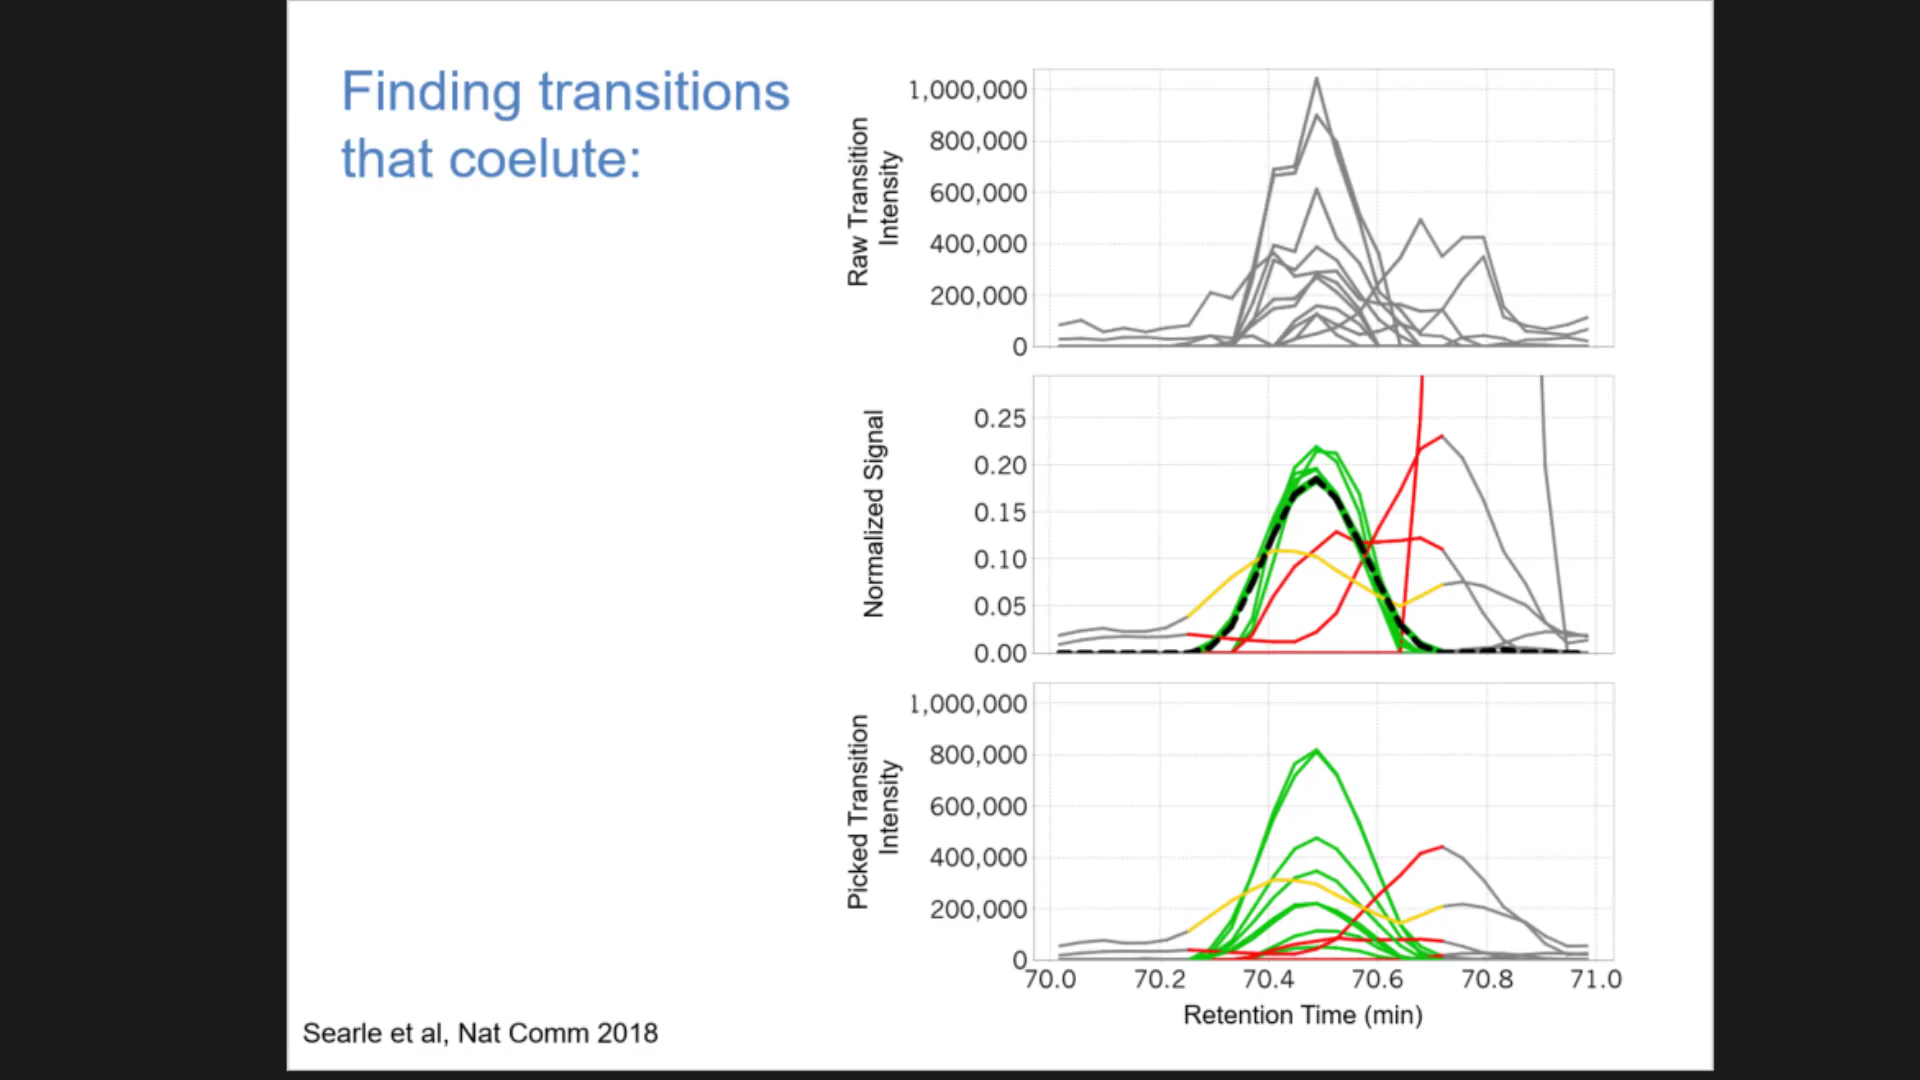 Finding transitions
that coelute:
Raw Transition
Intensity
1,000,000
800,000
600,000
400,000
200,000
0
Normalized Signal
0.25
0.20
0.15
0.10
0.05
0.00
Picked Transition
Intensity
1,000,000
800,000
600,000
400,000
200,000
0
70.0 70.2 70.4 70.6 70.8 71.0
Retention Time (min)
Searle et al, Nat Comm 2018